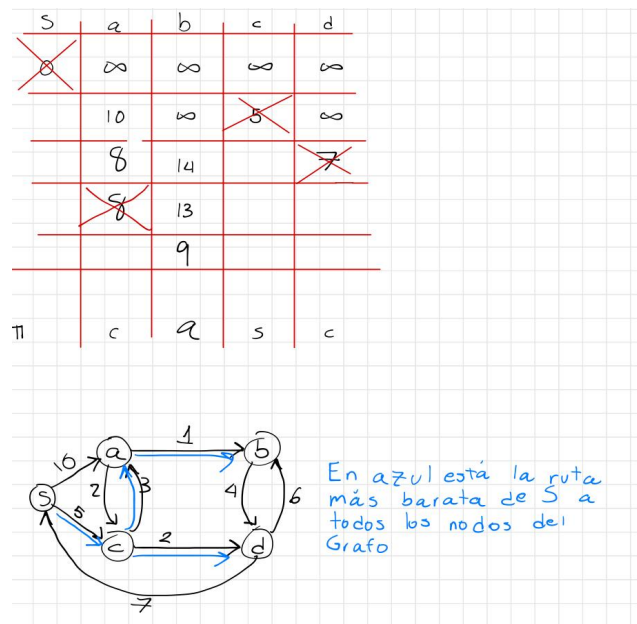 S a b c d
0 ∞ ∞ ∞ ∞
10 ∞ 5 ∞
8 14 7
8 13
9
π c a s c
1
a b
10 2 3 4 6
S
5 2
c d
7
En azul está la ruta
más barata de S a
todos los nodos del
Grafo